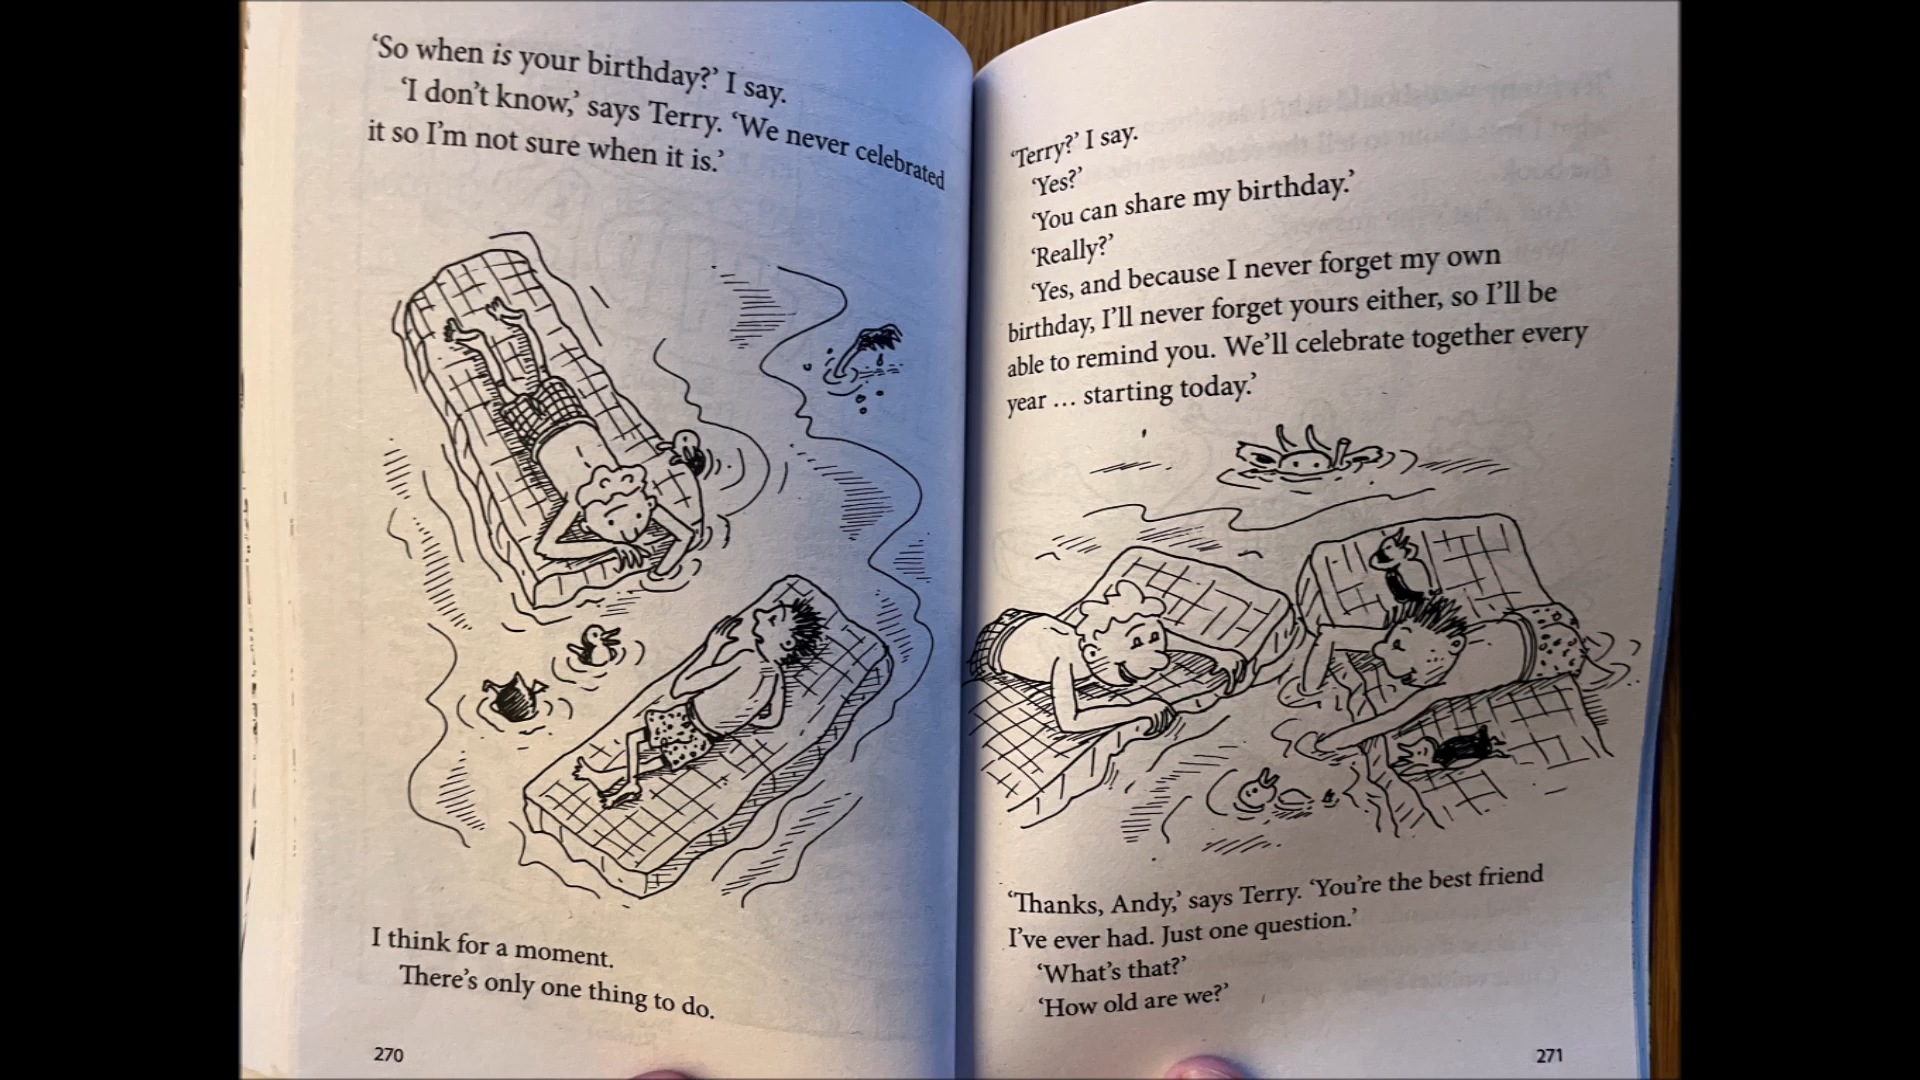 ‘So when is your birthday?’ I say.
‘I don’t know,’ says Terry. ‘We never celebrated
it so I’m not sure when it is.’
I think for a moment.
There’s only one thing to do.
270
‘Terry?’ I say.
‘Yes?’
‘You can share my birthday.’
‘Really?’
‘Yes, and because I never forget my own
birthday, I’ll never forget yours either, so I’ll be
able to remind you. We’ll celebrate together every
year … starting today.’
‘Thanks, Andy,’ says Terry. ‘You’re the best friend
I’ve ever had. Just one question.’
‘What’s that?’
‘How old are we?’
271